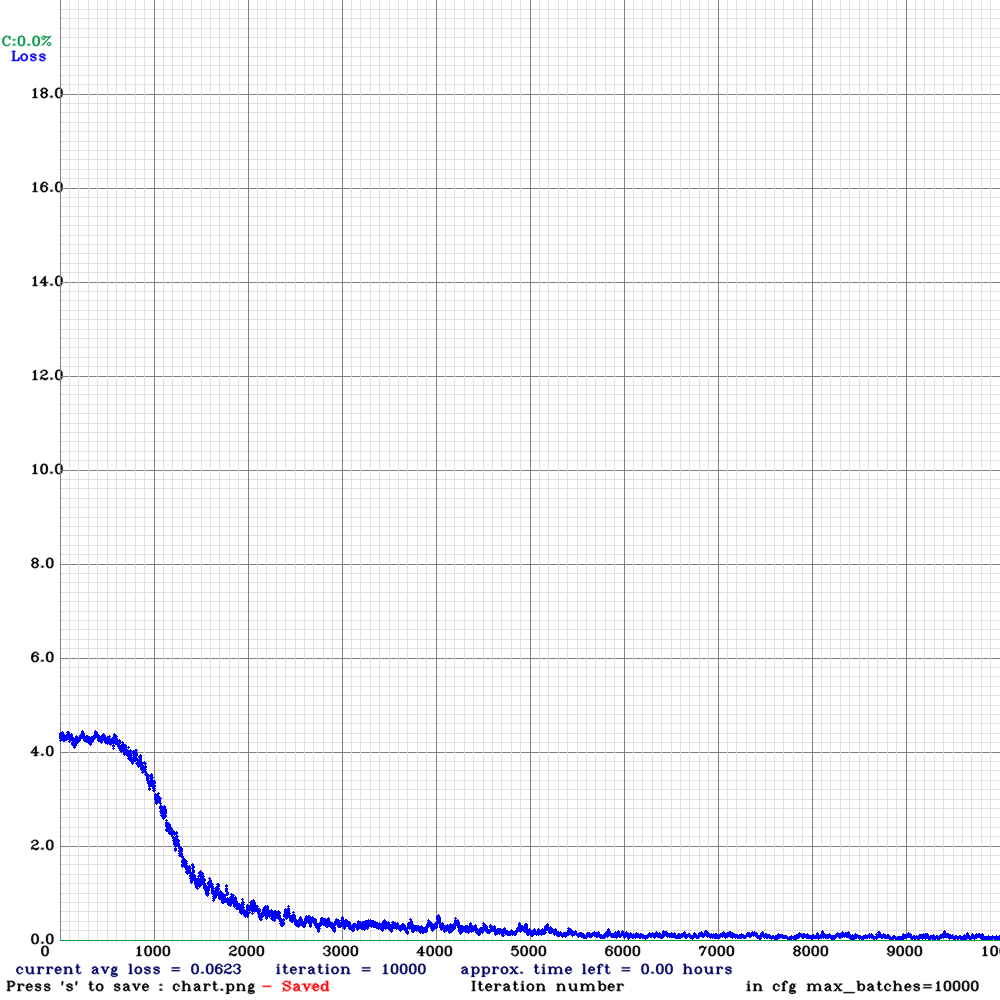 C:0.0%
Loss
18.0
16.0
14.0
12.0
10.0
8.0
6.0
4.0
2.0
0.0
0 1000 2000 3000 4000 5000 6000 7000 8000 9000 100
current avg loss = 0.0623 iteration = 10000 approx. time left = 0.00 hours
Press 's' to save : chart.png - Saved Iteration number in cfg max_batches=10000